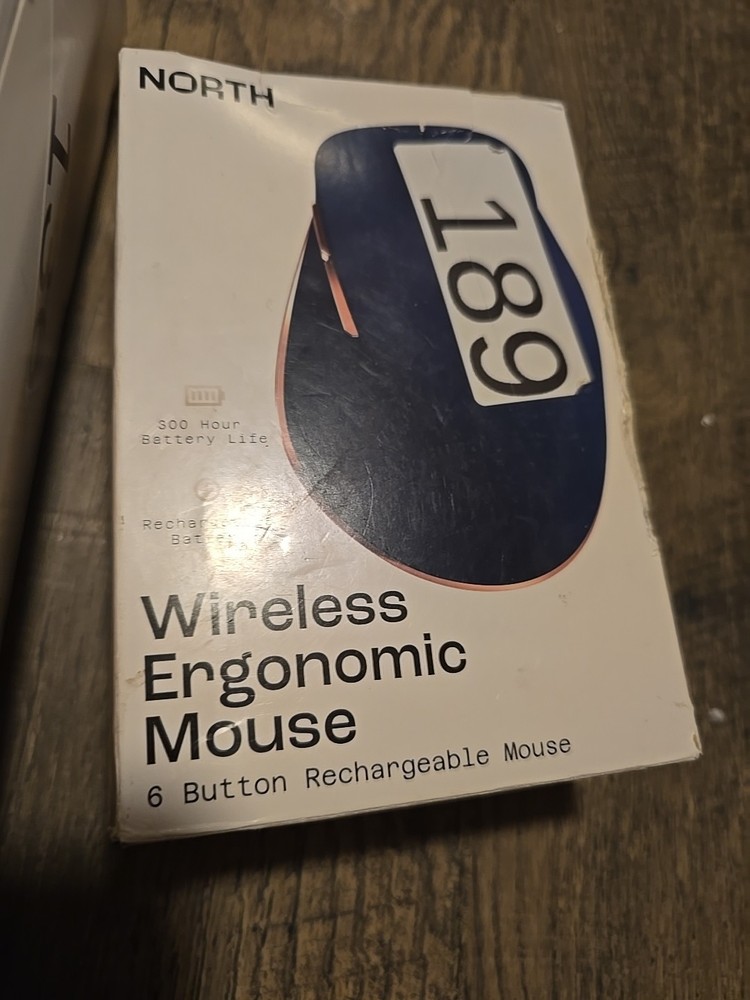 NORTH
189
300 Hour
Battery Life
Wireless
Ergonomic
Mouse
6 Button Rechargeable Mouse